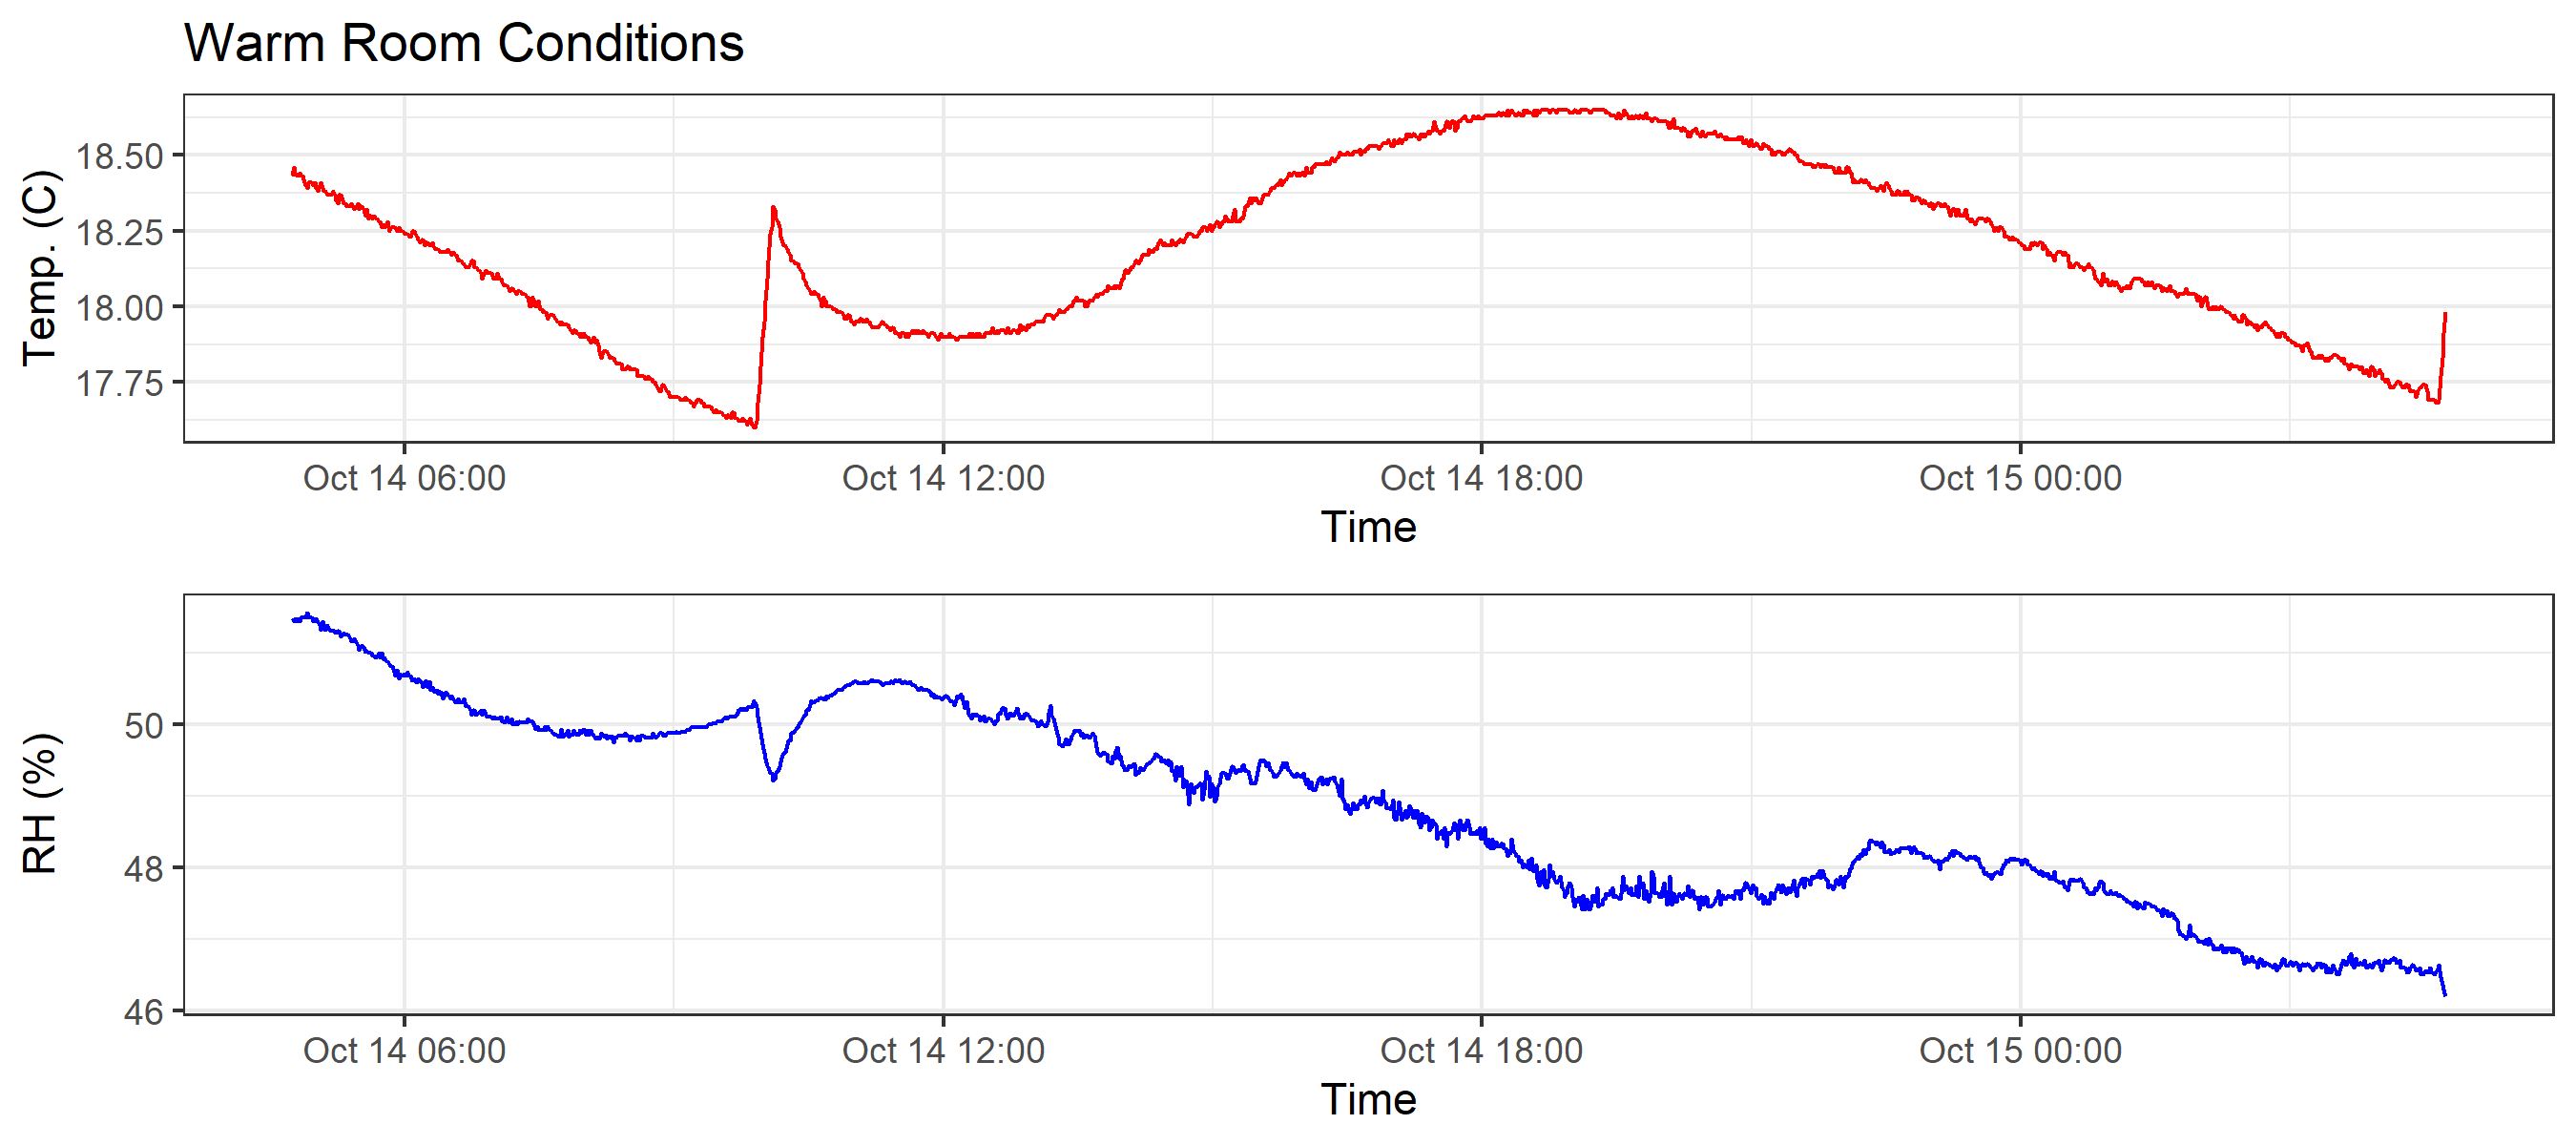 Warm Room Conditions
Temp. (C)
18.50
18.25
18.00
17.75
Oct 14 06:00 Oct 14 12:00 Oct 14 18:00 Oct 15 00:00
Time
RH (%)
50
48
46
Oct 14 06:00 Oct 14 12:00 Oct 14 18:00 Oct 15 00:00
Time